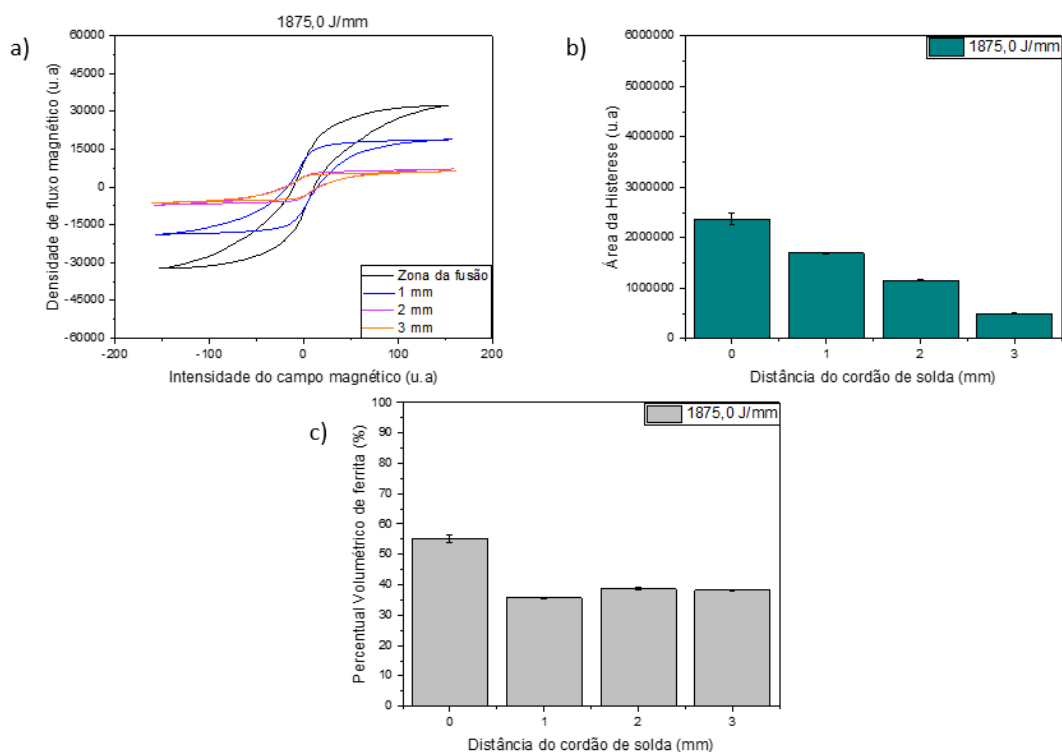 a)
1875,0 J/mm
Densidade de fluxo magnético (u.a)
60000
45000
30000
15000
0
-15000
-30000
-45000
-60000
-200
-100
0
100
200
Intensidade do campo magnético (u.a)
Zona da fusão
1 mm
2 mm
3 mm
b)
1875,0 J/mm
Área da Histerese (u.a)
6000000
5000000
4000000
3000000
2000000
1000000
0
0
1
2
3
Distância do cordão de solda (mm)
c)
1875,0 J/mm
Percentual Volumétrico de ferrita (%)
100
90
80
70
60
50
40
30
20
10
0
0
1
2
3
Distância do cordão de solda (mm)